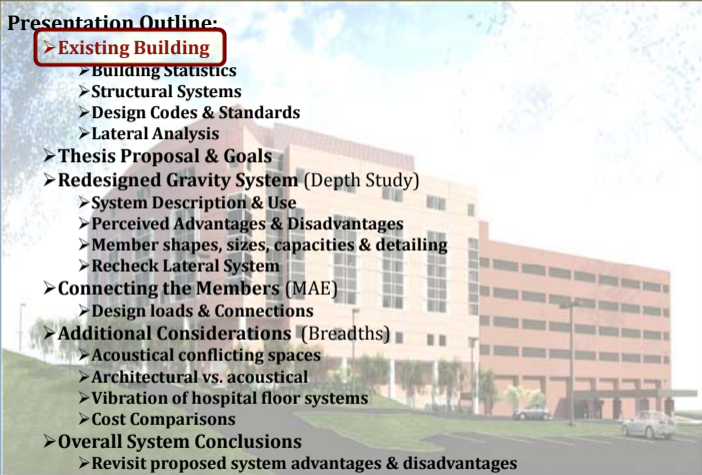 Presentation Outline:
➢Existing Building
➢Building Statistics
➢Structural Systems
➢Design Codes & Standards
➢Lateral Analysis
➢Thesis Proposal & Goals
➢Redesigned Gravity System (Depth Study)
➢System Description & Use
➢Perceived Advantages & Disadvantages
➢Member shapes, sizes, capacities & detailing
➢Recheck Lateral System
➢Connecting the Members (MAE)
➢Design loads & Connections
➢Additional Considerations (Breadths)
➢Acoustical conflicting spaces
➢Architectural vs. acoustical
➢Vibration of hospital floor systems
➢Cost Comparisons
➢Overall System Conclusions
➢Revisit proposed system advantages & disadvantages